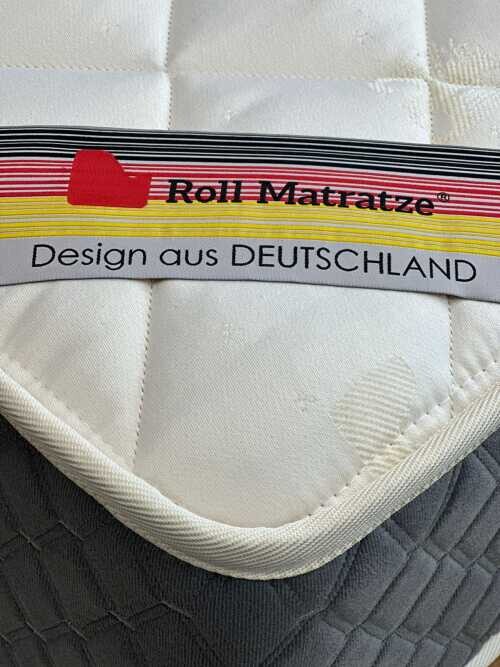 Roll Matratze®
Design aus DEUTSCHLAND